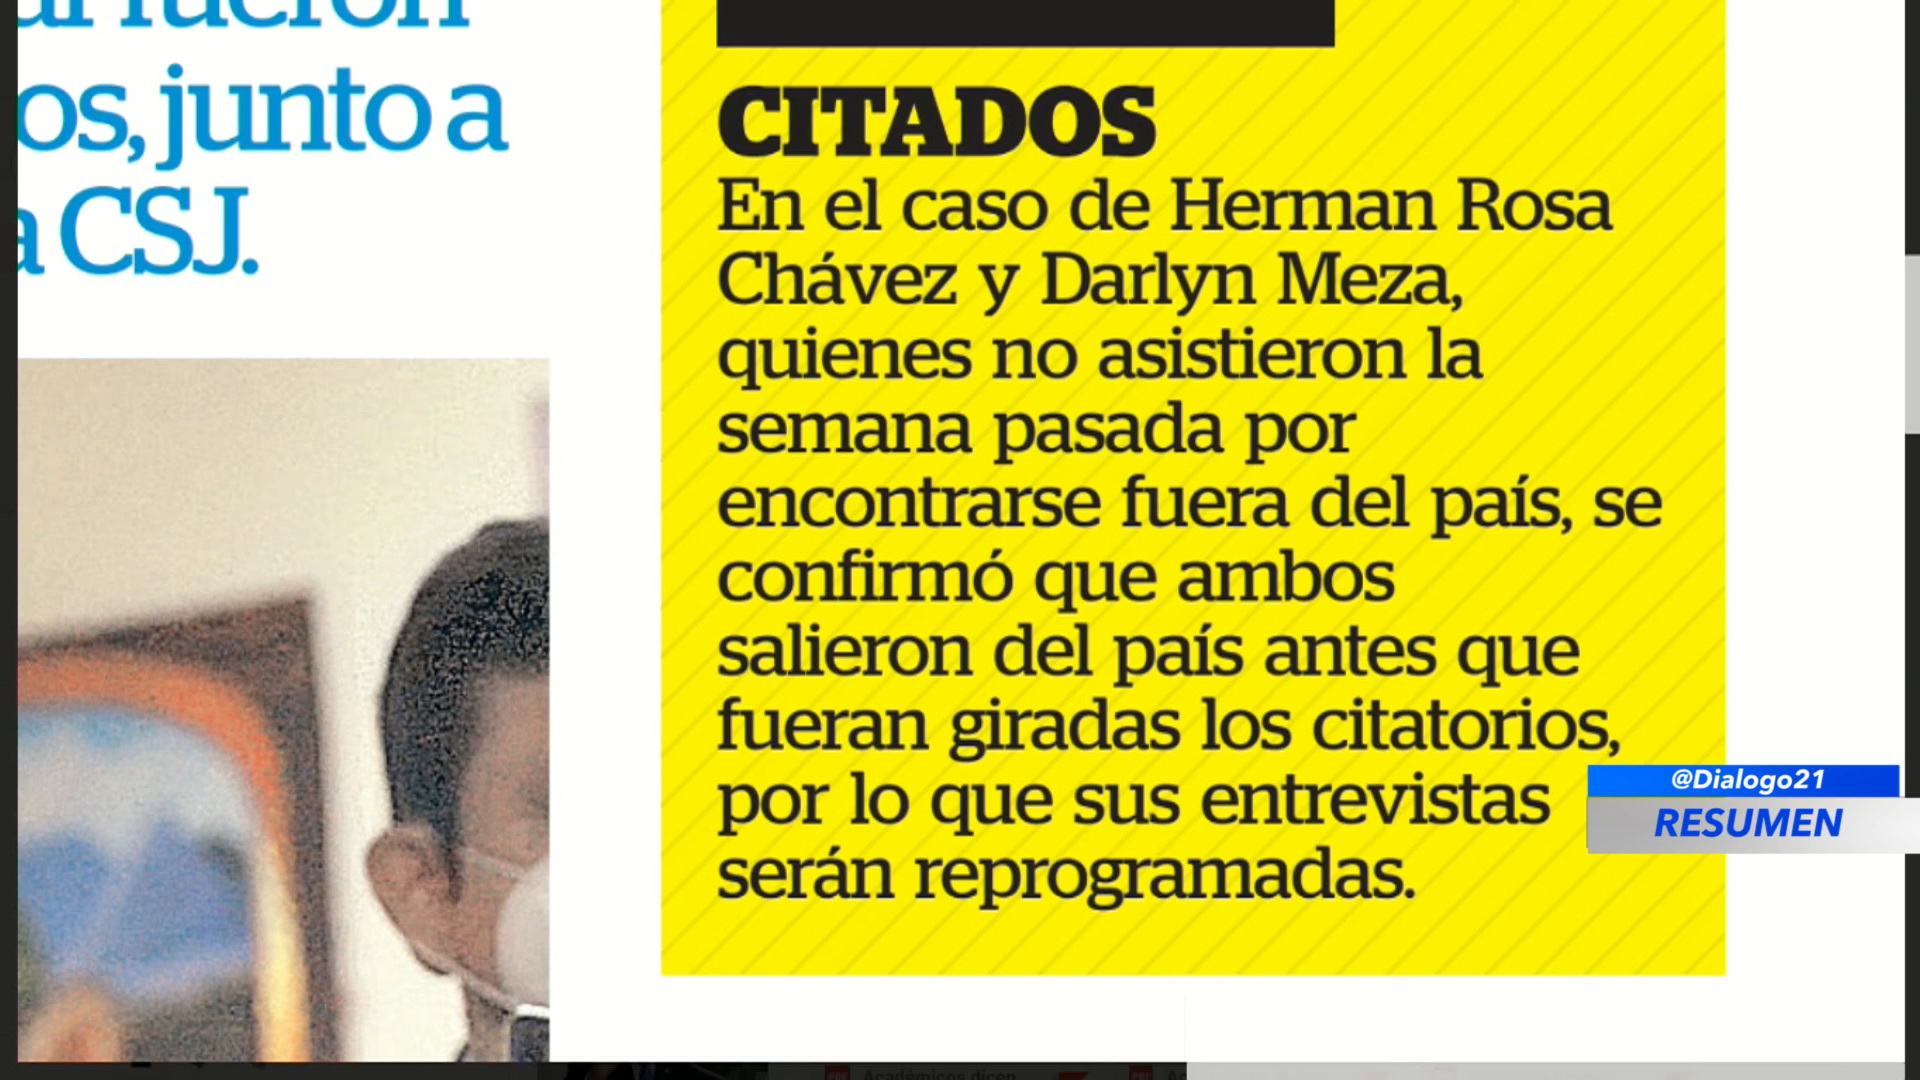 os, junto a
a CSJ.
CITADOS
En el caso de Herman Rosa
Chávez y Darlyn Meza,
quienes no asistieron la
semana pasada por
encontrarse fuera del país, se
confirmó que ambos
salieron del país antes que
fueran giradas los citatorios,
por lo que sus entrevistas
serán reprogramadas.
@Dialogo21
RESUMEN
Académicos dicen